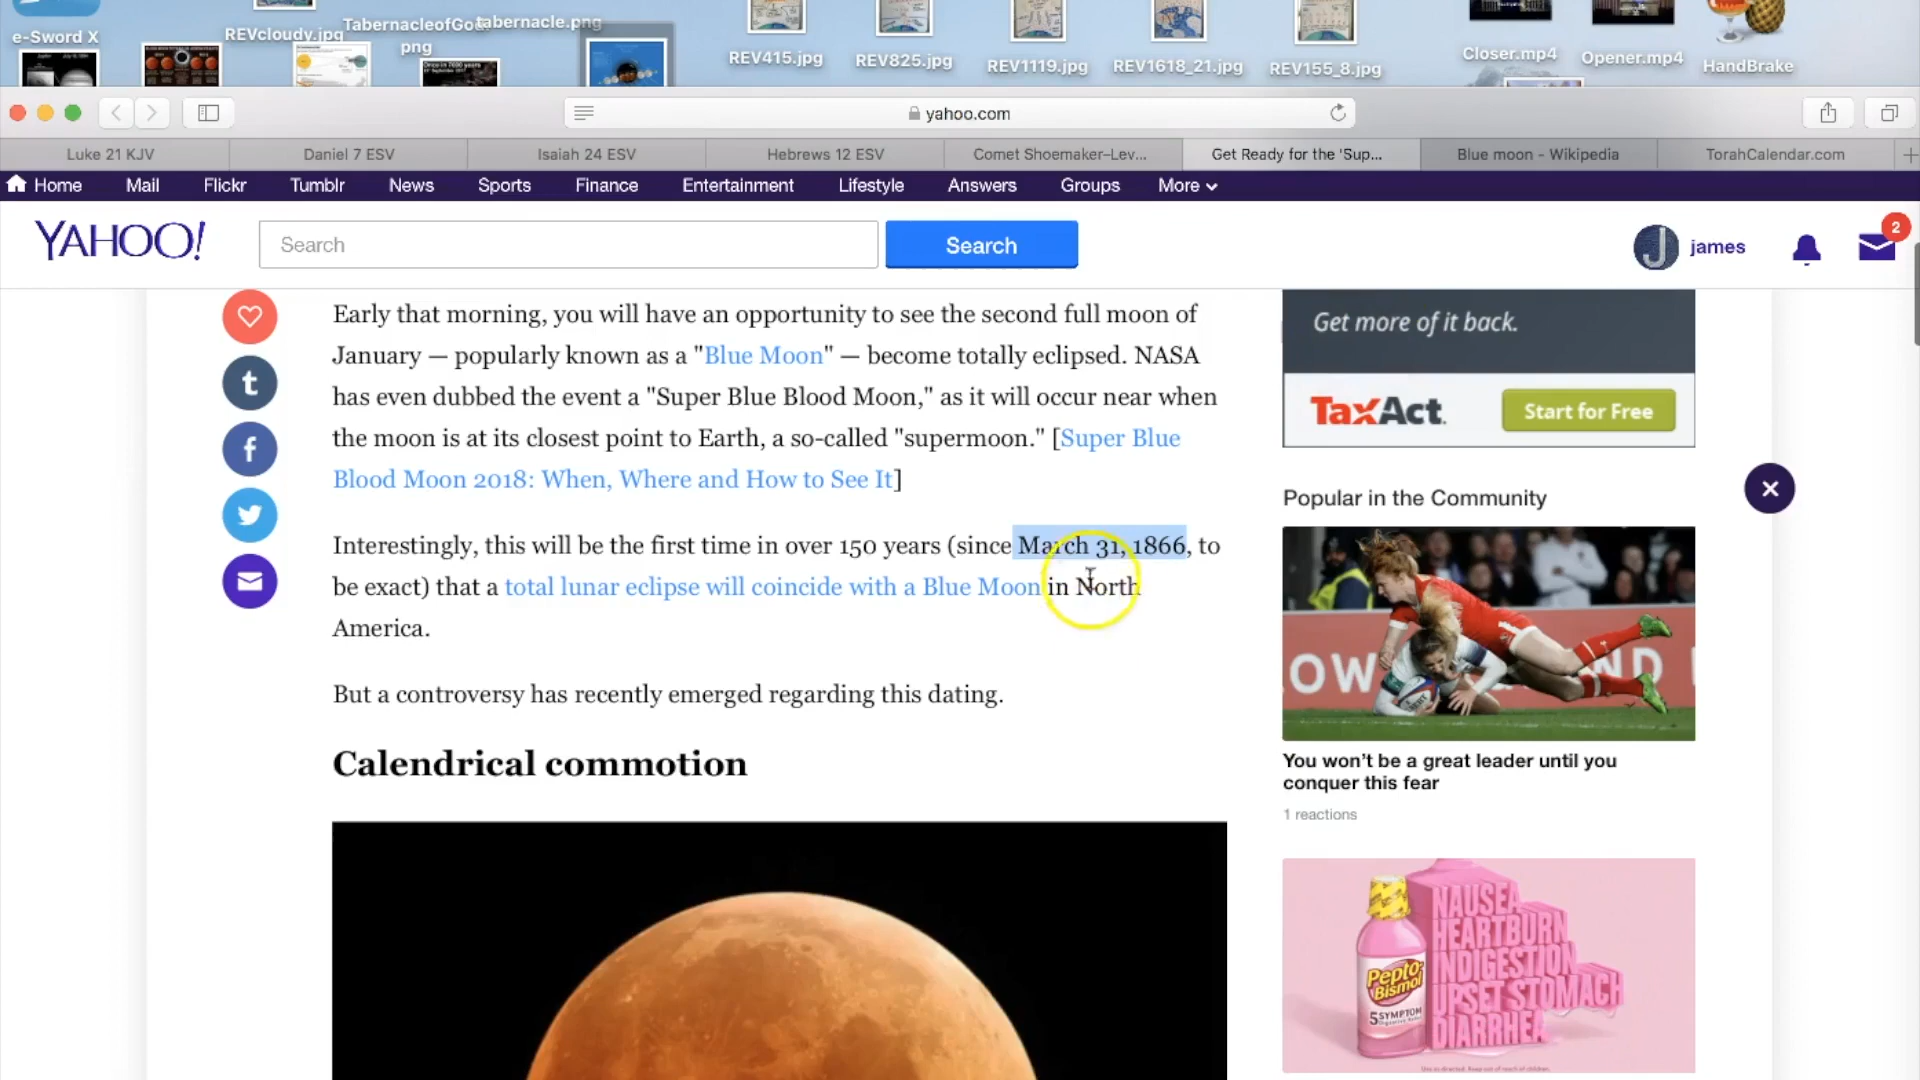 e-Sword X
REVcloudy.jpg
TabernacleofGod.
png
tabernacle.png
REV415.jpg
REV825.jpg
REV1119.jpg
REV1618_21.jpg
REV155_8.jpg
Closer.mp4
Opener.mp4
HandBrake
yahoo.com
Luke 21 KJV
Daniel 7 ESV
Isaiah 24 ESV
Hebrews 12 ESV
Comet Shoemaker–Lev...
Get Ready for the 'Sup...
Blue moon - Wikipedia
TorahCalendar.com
Home
Mail
Flickr
Tumblr
News
Sports
Finance
Entertainment
Lifestyle
Answers
Groups
More
YAHOO!
Search
Search
james
2
Early that morning, you will have an opportunity to see the second full moon of
January — popularly known as a "Blue Moon" — become totally eclipsed. NASA
has even dubbed the event a "Super Blue Blood Moon," as it will occur near when
the moon is at its closest point to Earth, a so-called "supermoon." [Super Blue
Blood Moon 2018: When, Where and How to See It]
Interestingly, this will be the first time in over 150 years (since March 31, 1866, to
be exact) that a total lunar eclipse will coincide with a Blue Moon in North
America.
But a controversy has recently emerged regarding this dating.
Calendrical commotion
Get more of it back.
TaxAct.
Start for Free
Popular in the Community
You won't be a great leader until you
conquer this fear
1 reactions
NAUSEA
HEARTBURN
INDIGESTION
UPSET STOMACH
DIARRHEA
Pepto-
Bismol
5 SYMPTOM